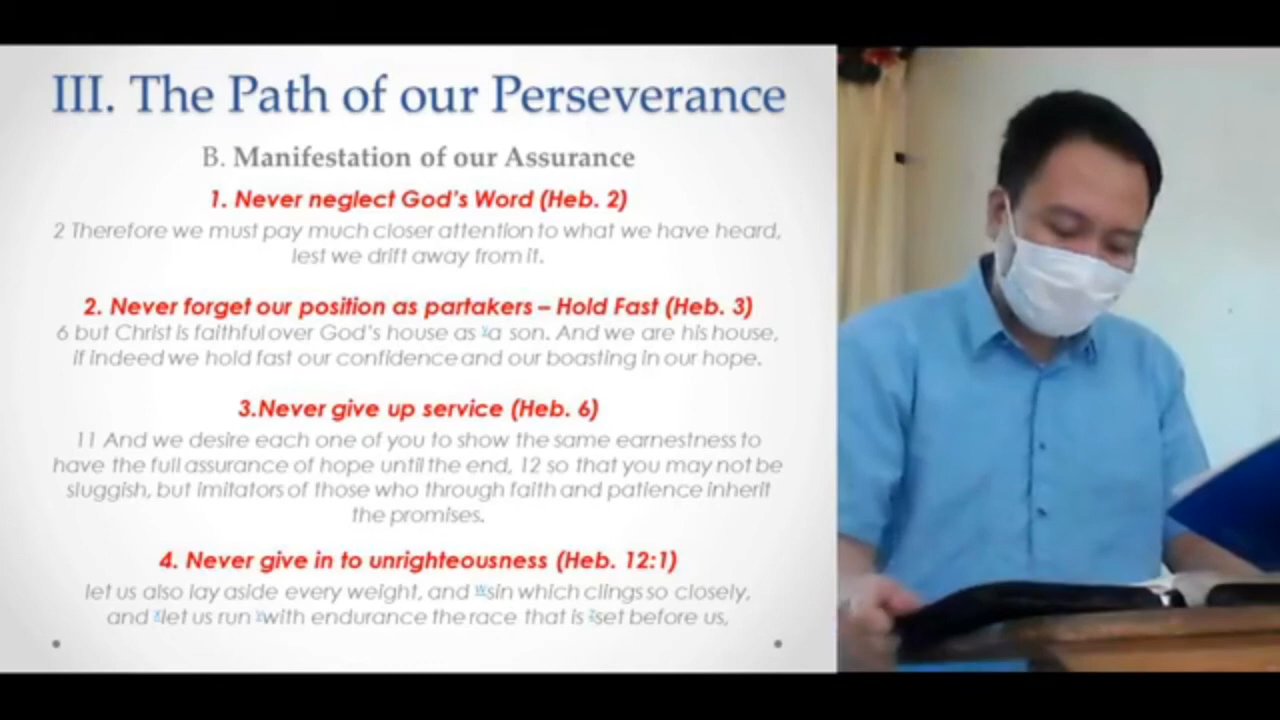 III. The Path of our Perseverance
B. Manifestation of our Assurance
1. Never neglect God's Word (Heb. 2)
2 Therefore we must pay much closer attention to what we have heard,
lest we drift away from it.
2. Never forget our position as partakers – Hold Fast (Heb. 3)
6 but Christ is faithful over God's house as a son. And we are his house,
if indeed we hold fast our confidence and our boasting in our hope.
3.Never give up service (Heb. 6)
11 And we desire each one of you to show the same earnestness to
have the full assurance of hope until the end, 12 so that you may not be
sluggish, but imitators of those who through faith and patience inherit
the promises.
4. Never give in to unrighteousness (Heb. 12:1)
let us also lay aside every weight, and sin which clings so closely,
and let us run with endurance the race that is set before us,